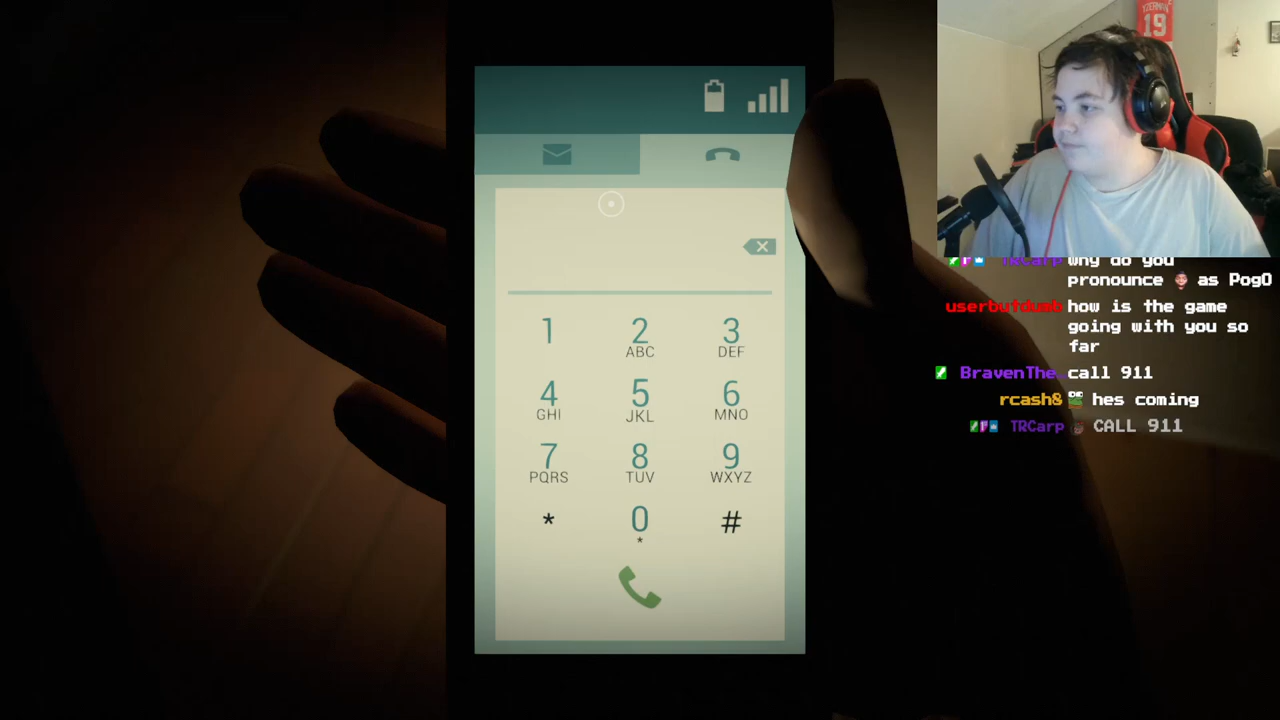 YZERMAN
19
1
2
ABC
3
DEF
4
GHI
5
JKL
6
MNO
7
PQRS
8
TUV
9
WXYZ
*
0
*
#
TRCarp why do you
pronounce as PogO
userbutdumb how is the game
going with you so
far
BravenThe call 911
rcash8 hes coming
TRCarp CALL 911